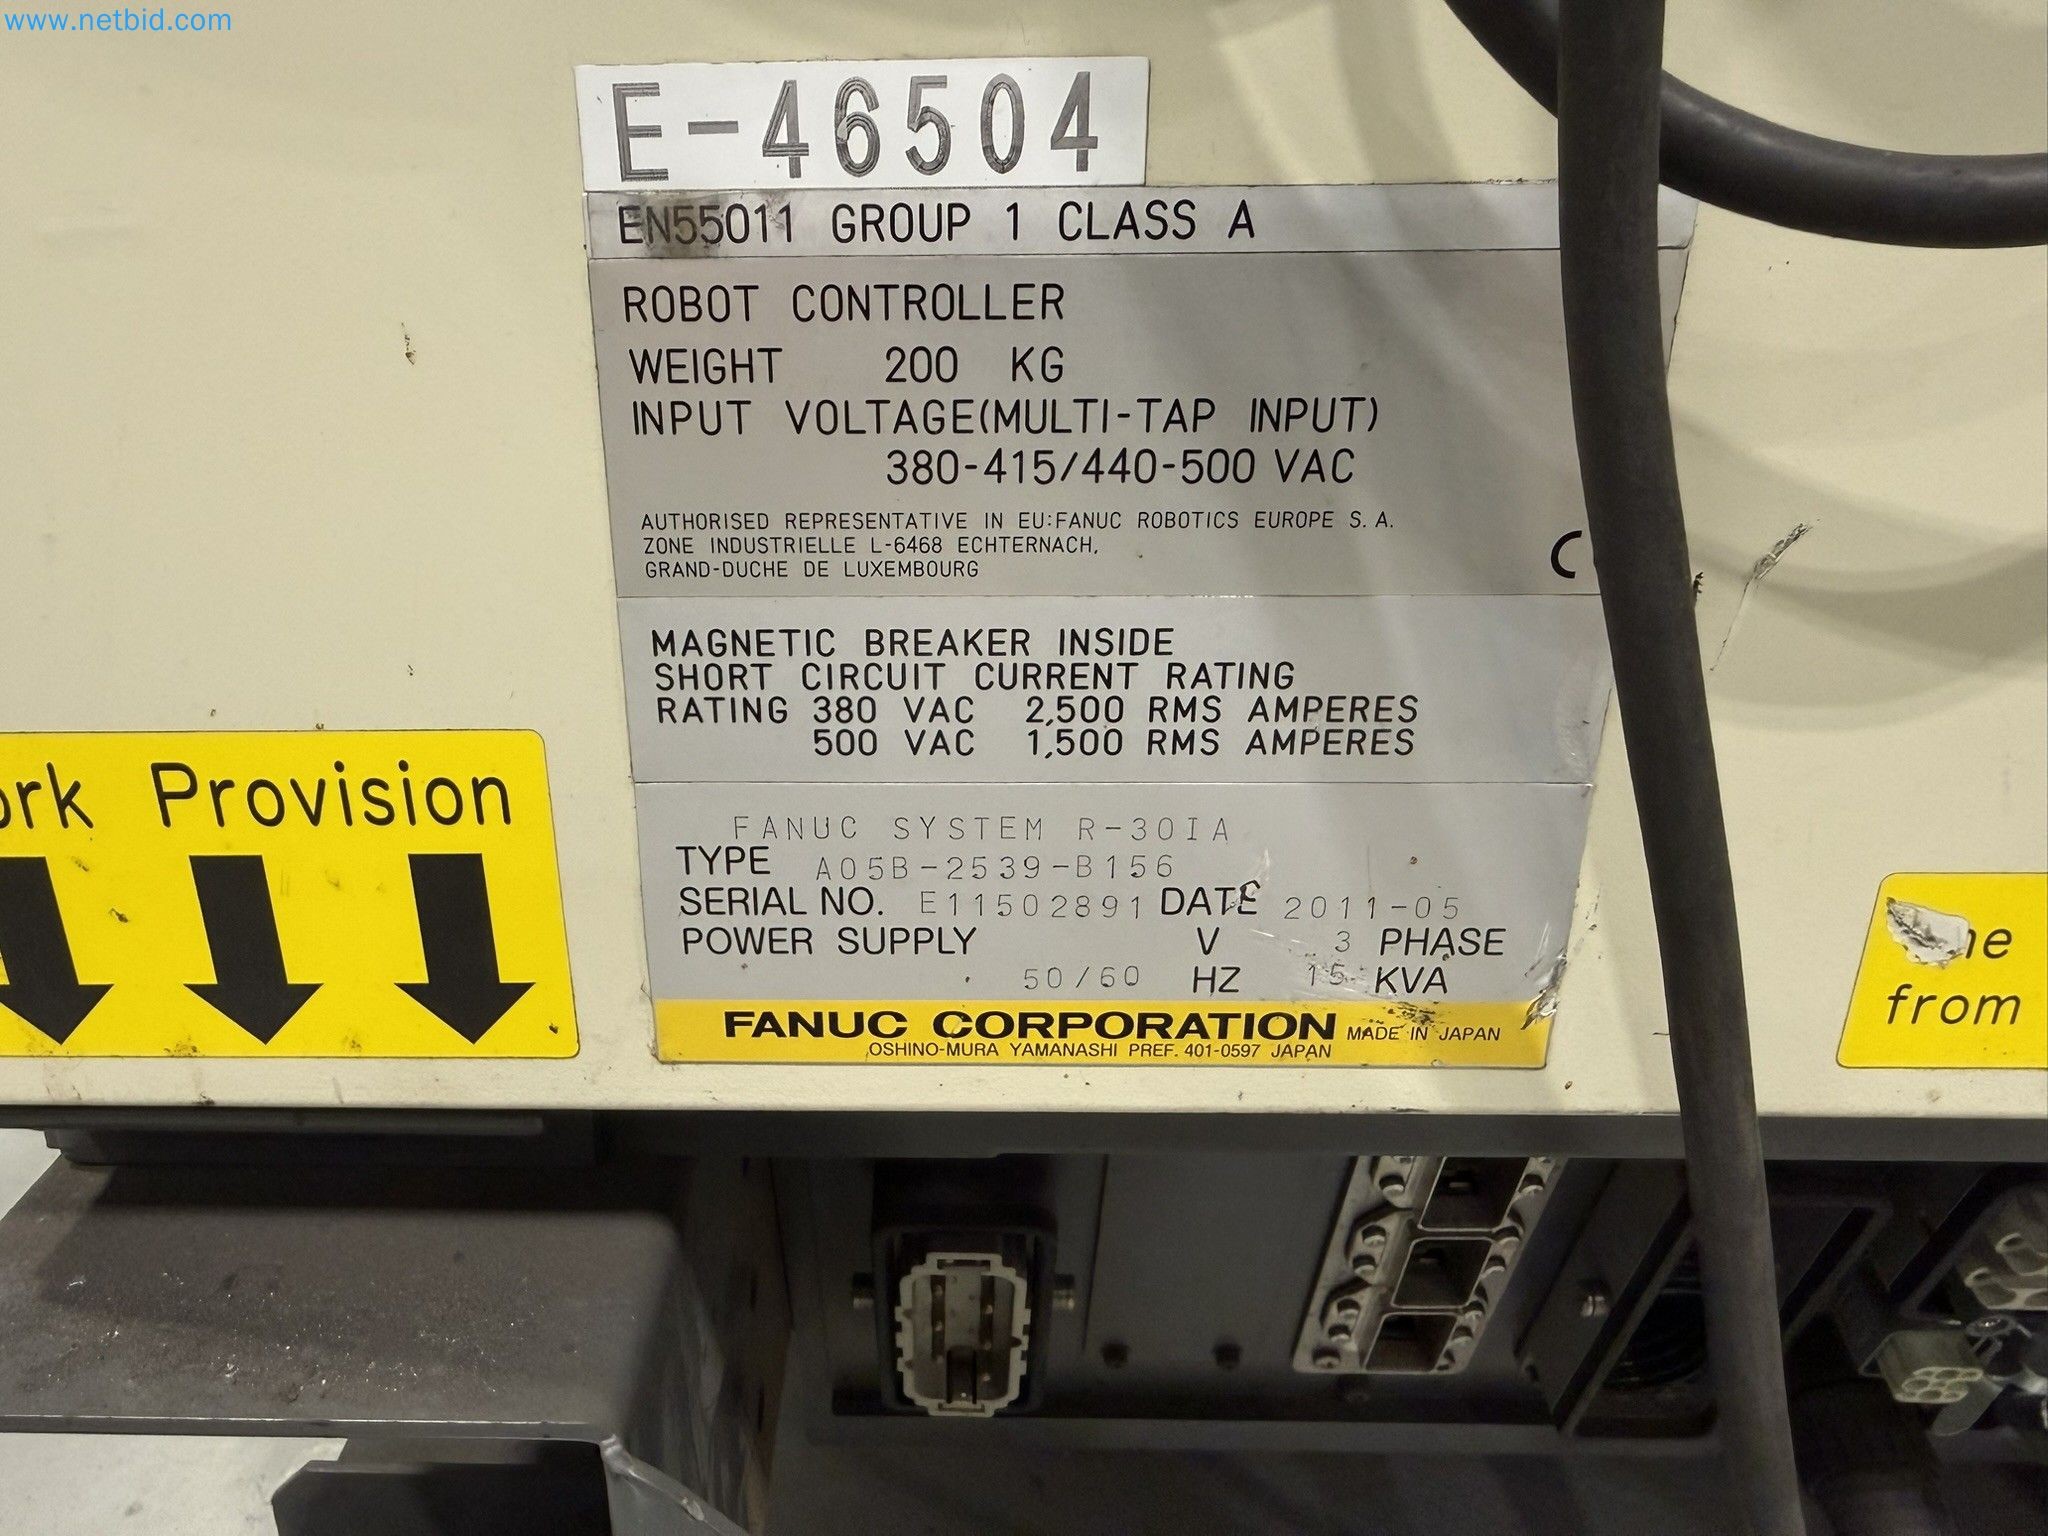 www.netbid.com
E-46504
EN55011 GROUP 1 CLASS A
ROBOT CONTROLLER
WEIGHT 200 KG
INPUT VOLTAGE(MULTI-TAP INPUT)
380-415/440-500 VAC
AUTHORISED REPRESENTATIVE IN EU:FANUC ROBOTICS EUROPE S.A.
ZONE INDUSTRIELLE L-6468 ECHTERNACH,
GRAND-DUCHE DE LUXEMBOURG
MAGNETIC BREAKER INSIDE
SHORT CIRCUIT CURRENT RATING
RATING 380 VAC 2,500 RMS AMPERES
500 VAC 1,500 RMS AMPERES
FANUC SYSTEM R-30IA
TYPE A05B-2539-B156
SERIAL NO. E11502891 DATE 2011-05
POWER SUPPLY V 3 PHASE
50/60 HZ 15 KVA
FANUC CORPORATION MADE IN JAPAN
OSHINO-MURA YAMANASHI PREF. 401-0597 JAPAN
Provision
from